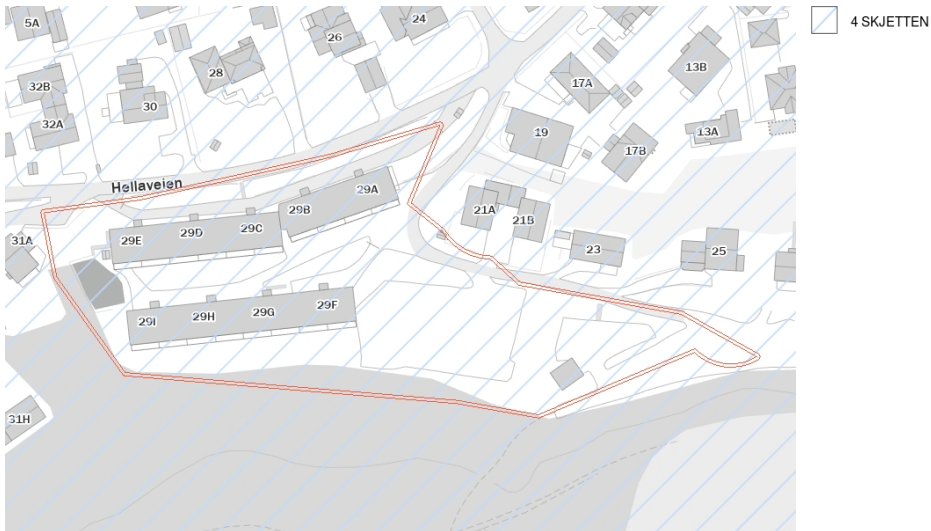 5A
24
26
4 SKJETTEN
28
17A
13B
32B
30
32A
19
13A
17B
Hellaveien
29A
29B
21A
21B
29C
29D
29E
31A
23
25
29F
29G
29H
29I
31H